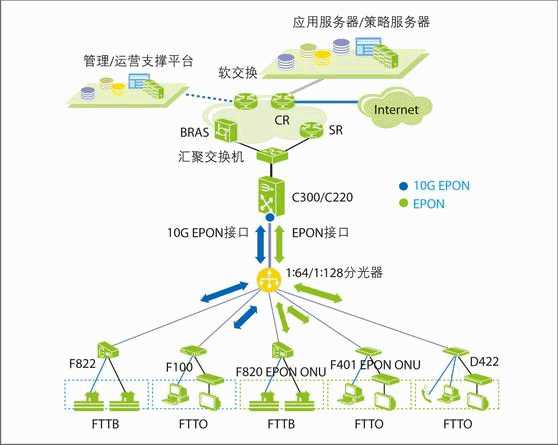 应用服务器/策略服务器
管理/运营支撑平台
软交换
CR
Internet
BRAS
SR
汇聚交换机
C300/C220
10G EPON
EPON
10G EPON接口
EPON接口
1:64/1:128分光器
F822
F100
F820 EPON ONU
F401 EPON ONU
D422
FTTB
FTTO
FTTB
FTTO
FTTO